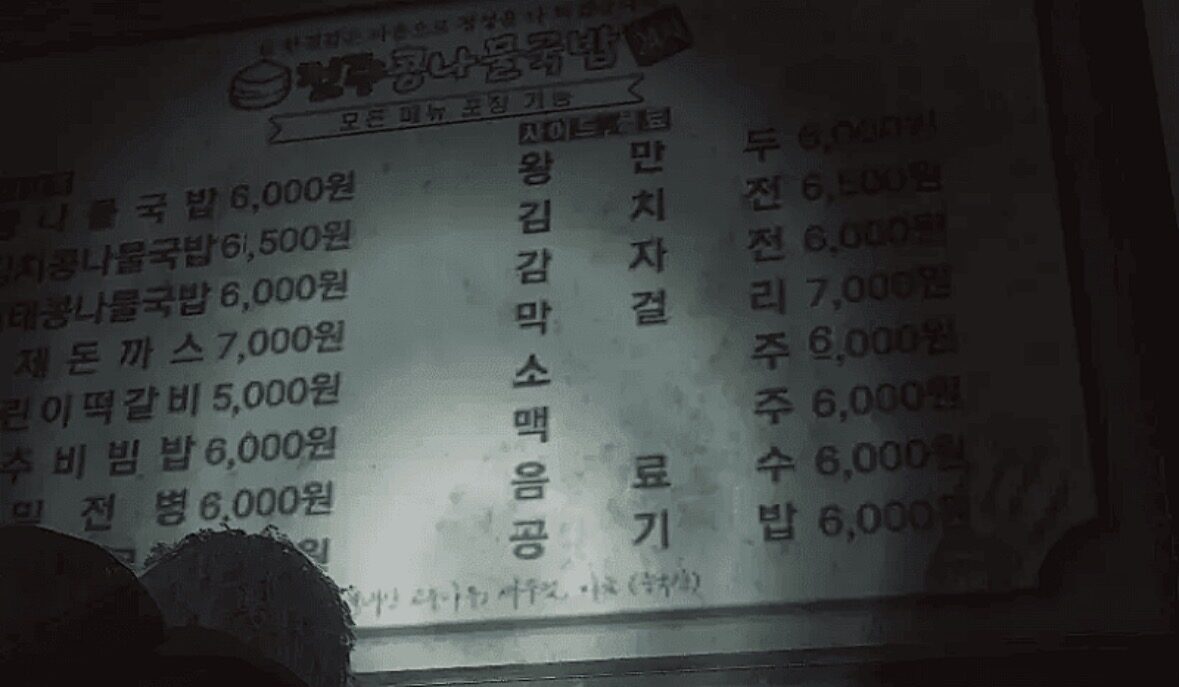 전주콩나물국밥
모든 메뉴 포장 가능
콩나물국밥 6,000원
김치콩나물국밥 6,500원
태콩나물국밥 6,000원
제돈까스 7,000원
린이떡갈비 5,000원
추비빔밥 6,000원
밀전병 6,000원
원
사이드메뉴
왕만두 6,000원
김치전 6,500원
감자전 6,000원
막걸리 7,000원
소주 6,000원
맥주 6,000원
음료수 6,000원
공기밥 6,000